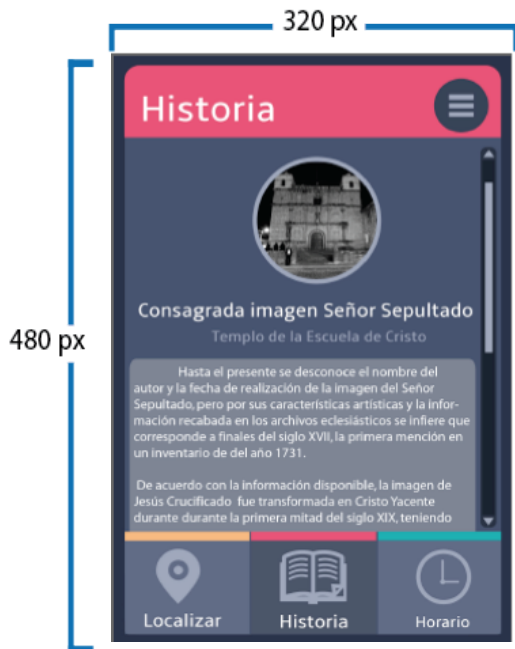 320 px
Historia
480 px
Consagrada imagen Señor Sepultado
Templo de la Escuela de Cristo
Hasta el presente se desconoce el nombre del
autor y la fecha de realización de la imagen del Señor
Sepultado, pero por sus características artísticas y la infor-
mación recabada en los archivos eclesiásticos se infiere que
corresponde a finales del siglo XVII, la primera mención en
un inventario de del año 1731.
De acuerdo con la información disponible, la imagen de
Jesús Crucificado fue transformada en Cristo Yacente
durante durante la primera mitad del siglo XIX, teniendo
Localizar
Historia
Horario